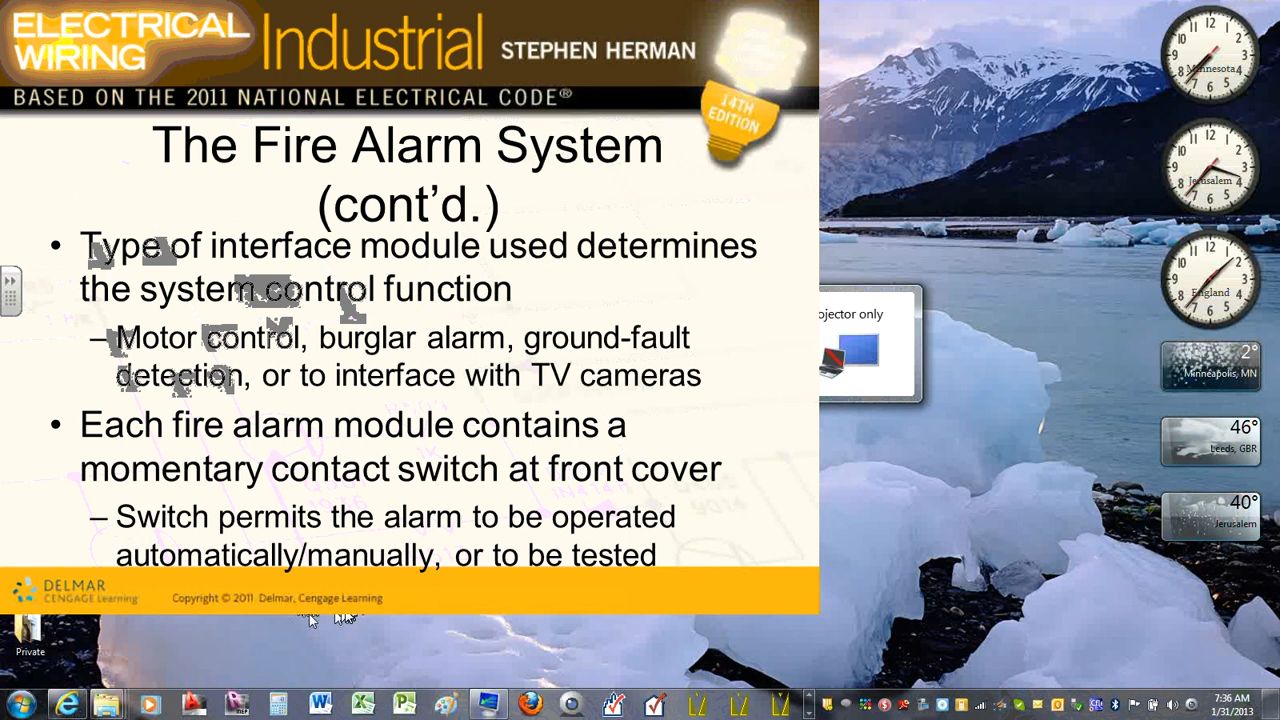 ELECTRICAL
WIRING
Industrial
STEPHEN HERMAN
BASED ON THE 2011 NATIONAL ELECTRICAL CODE®
14TH
EDITION
The Fire Alarm System
(cont’d.)
• Type of interface module used determines
the system control function
– Motor control, burglar alarm, ground-fault
detection, or to interface with TV cameras
• Each fire alarm module contains a
momentary contact switch at front cover
– Switch permits the alarm to be operated
automatically/manually, or to be tested
DELMAR
CENGAGE Learning
Copyright © 2011 Delmar, Cengage Learning
ojector only
Minnesota
Jerusalem
England
2°
Minneapolis, MN
46°
Leeds, GBR
40°
Jerusalem
Private
7:36 AM
1/31/2013